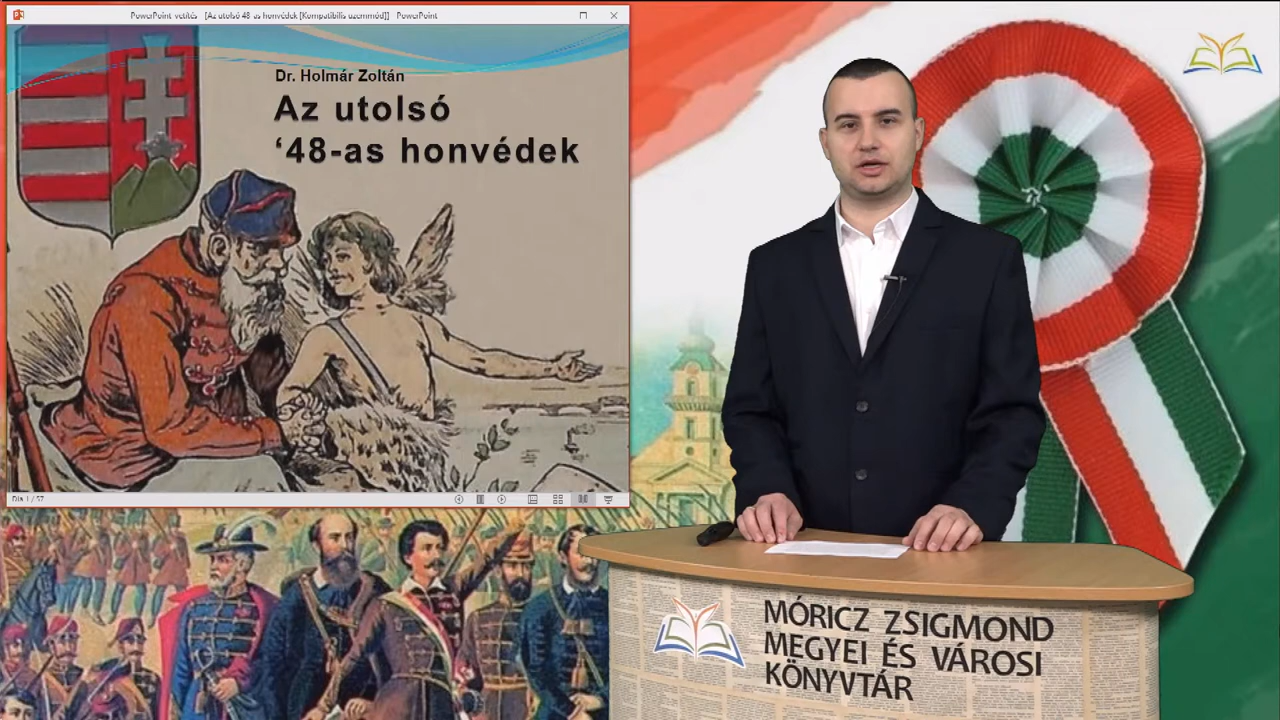 PowerPoint-vetítés - [Az utolsó 48-as honvédek [Kompatibilis üzemmód]] - PowerPoint
Dr. Holmár Zoltán
Az utolsó
‘48-as honvédek
Dia 1 / 57
MÓRICZ ZSIGMOND
MEGYEI ÉS VÁROSI
KÖNYVTÁR